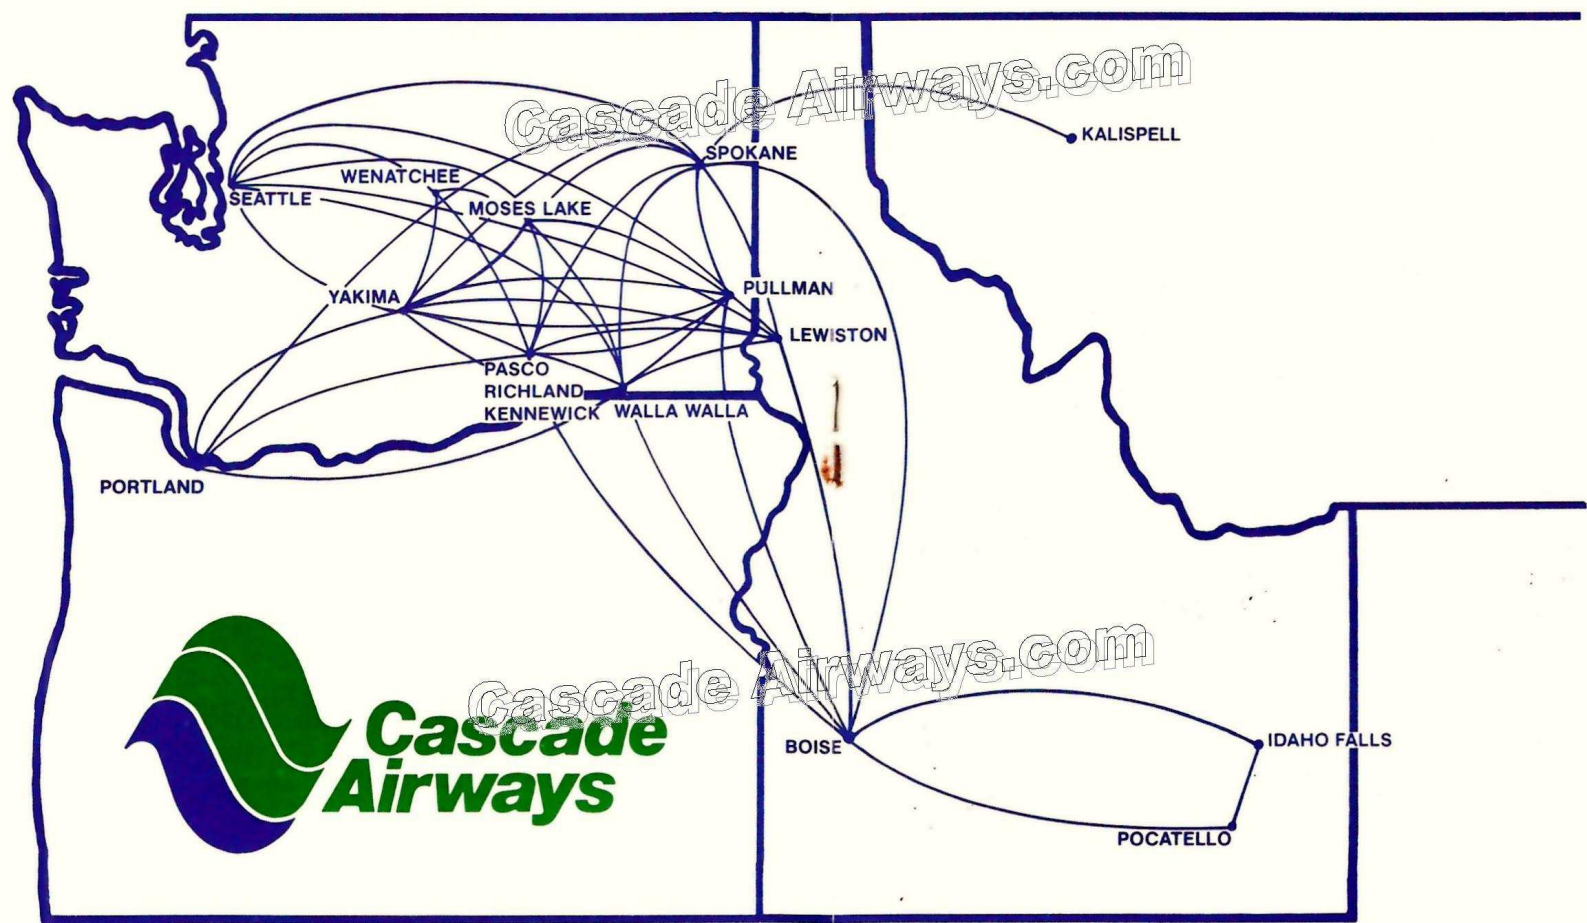 Cascade Airways.com
KALISPELL
SPOKANE
WENATCHEE
SEATTLE
MOSES LAKE
YAKIMA
PULLMAN
LEWISTON
PASCO
RICHLAND
KENNEWICK
WALLA WALLA
PORTLAND
Cascade Airways.com
Cascade
Airways
BOISE
IDAHO FALLS
POCATELLO